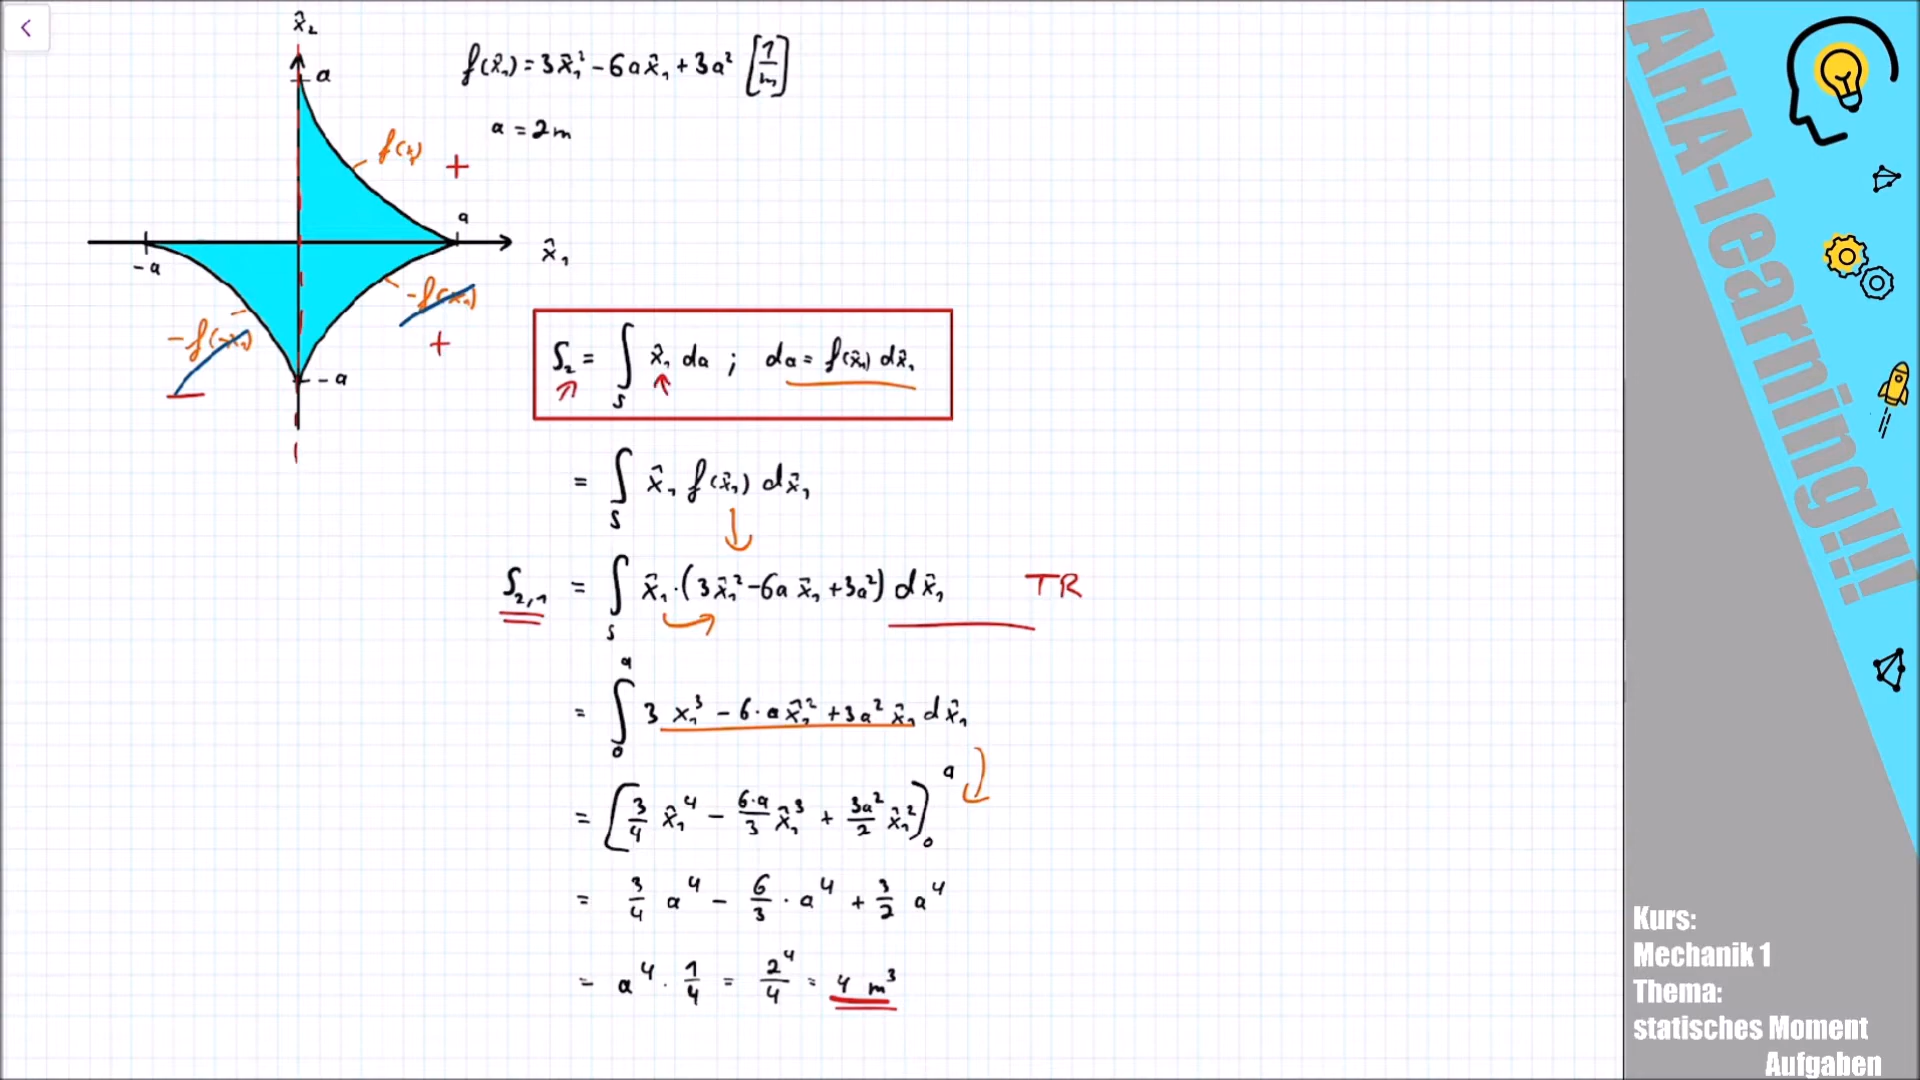 x̂₂
f(x̂₁) = 3x̂₁² - 6ax̂₁ + 3a² [1/m]
a
a = 2m
f(x̂₁)
+
a
x̂₁
-a
-f(x̂₁)
-f(-x̂₁)
+
-a
S₂ = ∫_S x̂₁ da ; da = f(x̂₁) dx̂₁
= ∫_S x̂₁ f(x̂₁) dx̂₁
S₂,₁ = ∫_S x̂₁ · (3x̂₁² - 6a x̂₁ + 3a²) dx̂₁ TR
= ∫₀ᵃ 3 x₁³ - 6 · a x̂₁² + 3a² x̂₁ dx̂₁
= [3/4 x̂₁⁴ - 6·a/3 x̂₁³ + 3a²/2 x̂₁²]₀ᵃ
= 3/4 a⁴ - 6/3 · a⁴ + 3/2 a⁴
= a⁴ · 1/4 = 2⁴/4 = 4 m³
AHA-learning!!!
Kurs:
Mechanik 1
Thema:
statisches Moment
Aufgaben